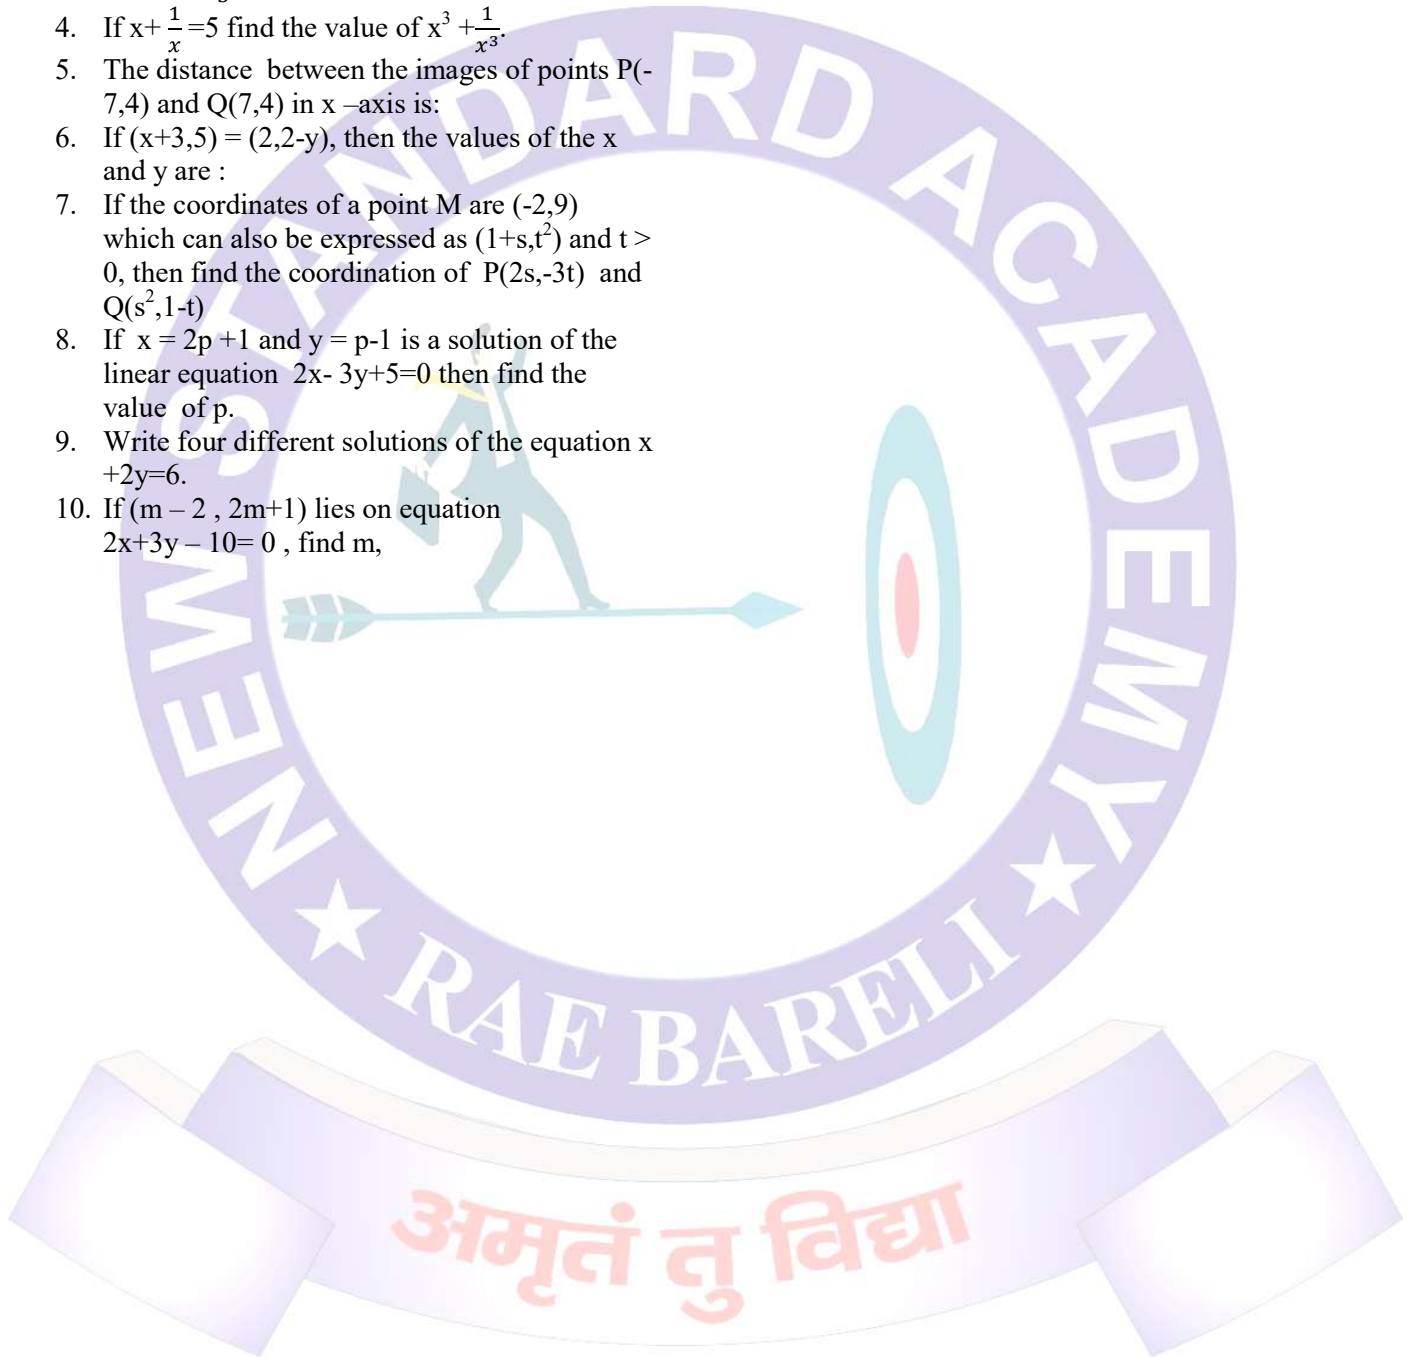 4. If x+ 1/x =5 find the value of x³ + 1/x³.
5. The distance between the images of points P(-
7,4) and Q(7,4) in x –axis is:
6. If (x+3,5) = (2,2-y), then the values of the x
and y are :
7. If the coordinates of a point M are (-2,9)
which can also be expressed as (1+s,t²) and t >
0, then find the coordination of P(2s,-3t) and
Q(s²,1-t)
8. If x = 2p +1 and y = p-1 is a solution of the
linear equation 2x- 3y+5=0 then find the
value of p.
9. Write four different solutions of the equation x
+2y=6.
10. If (m – 2 , 2m+1) lies on equation
2x+3y – 10= 0 , find m,
NEW STANDARD ACADEMY
RAE BARELI
अमृतं तु विद्या